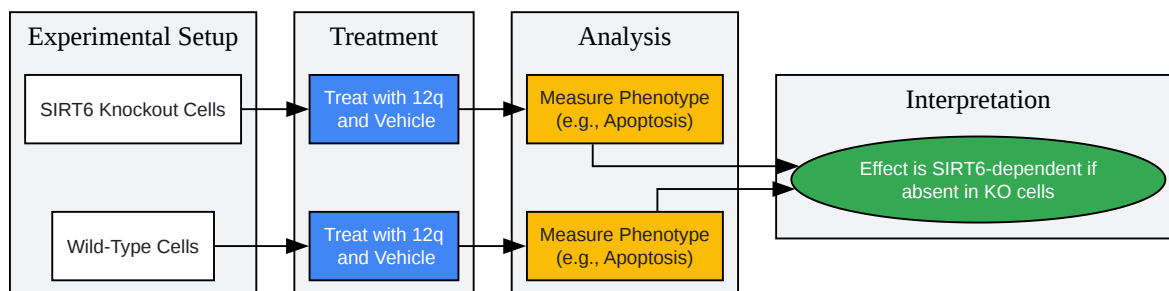 Experimental Setup
Treatment
Analysis
Interpretation
SIRT6 Knockout Cells
Treat with 12q
and Vehicle
Measure Phenotype
(e.g., Apoptosis)
Effect is SIRT6-dependent if
absent in KO cells
Wild-Type Cells
Treat with 12q
and Vehicle
Measure Phenotype
(e.g., Apoptosis)